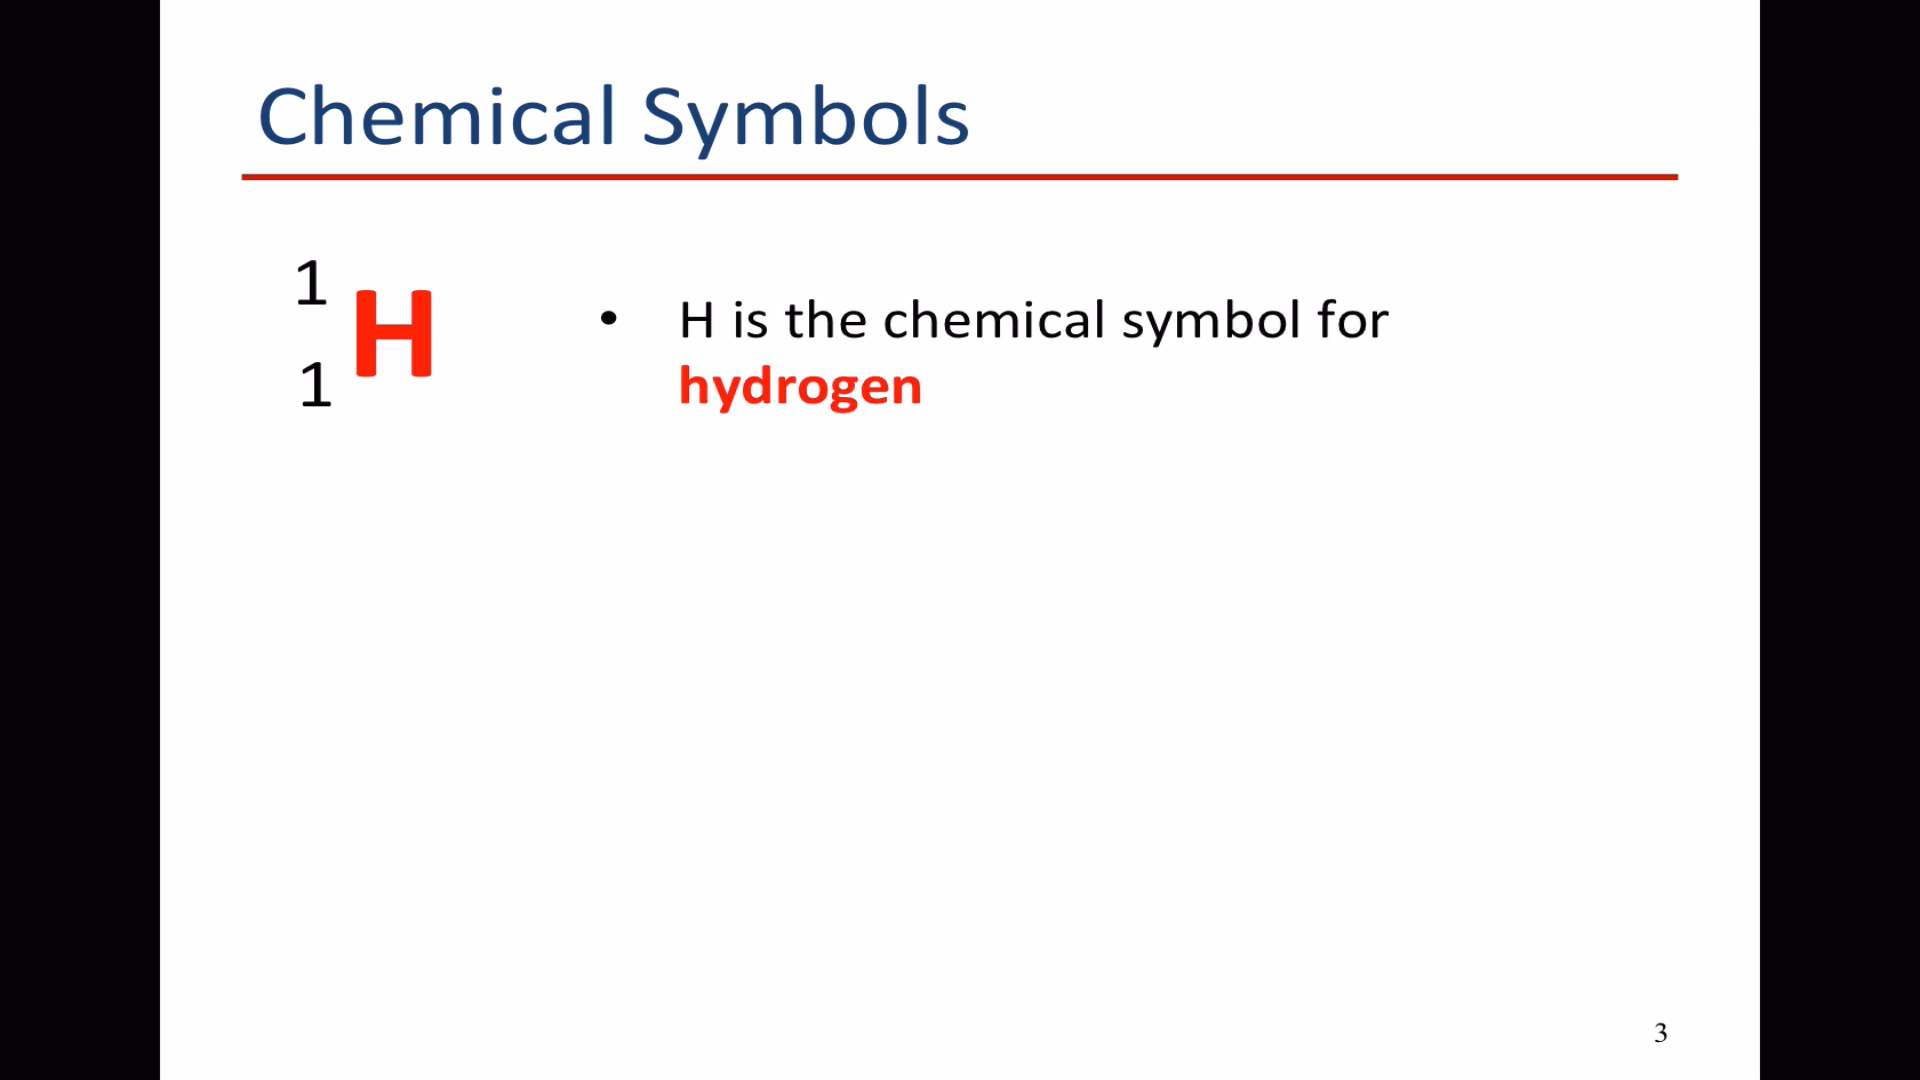 Chemical Symbols
1
H
1
• H is the chemical symbol for
hydrogen
3